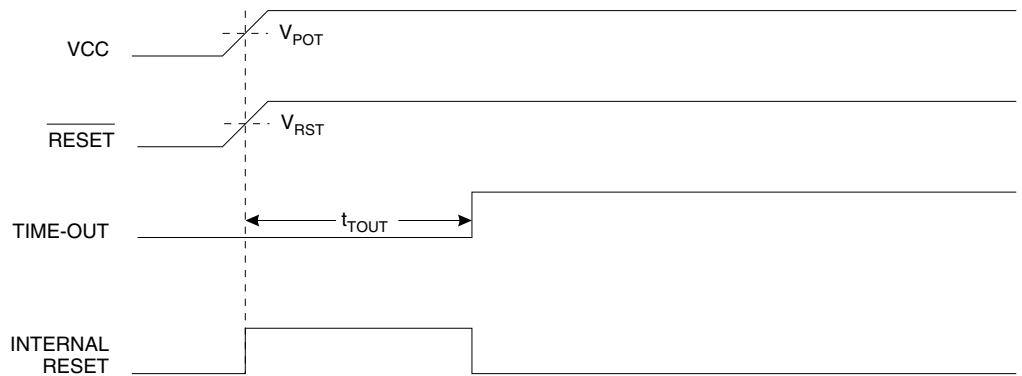 VCC
VPOT
RESET
VRST
TIME-OUT
tTOUT
INTERNAL
RESET